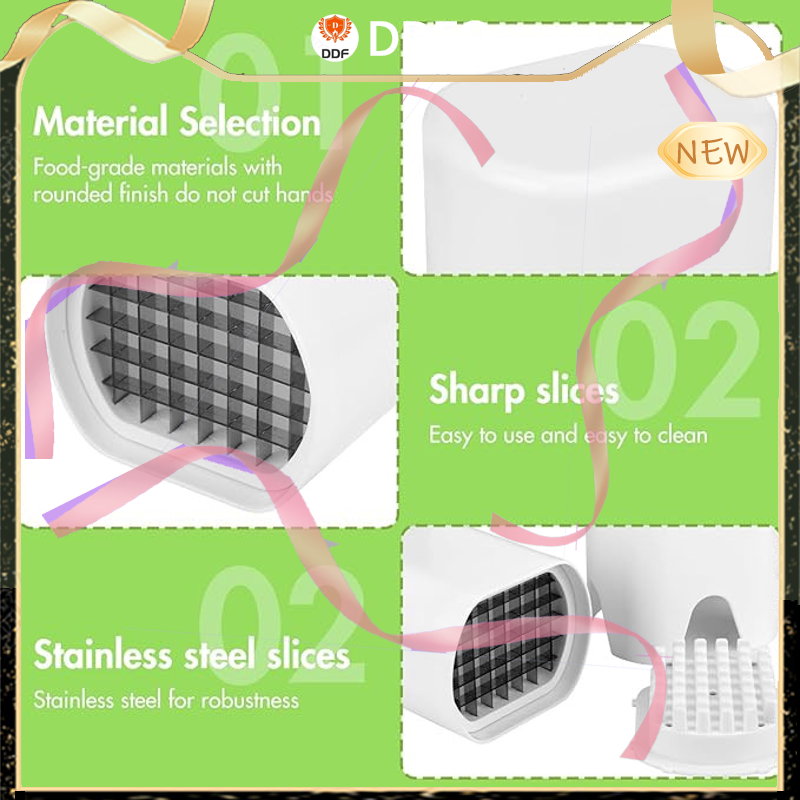 DDF
01
Material Selection
Food-grade materials with
rounded finish do not cut hands
NEW
02
Sharp slices
Easy to use and easy to clean
02
Stainless steel slices
Stainless steel for robustness